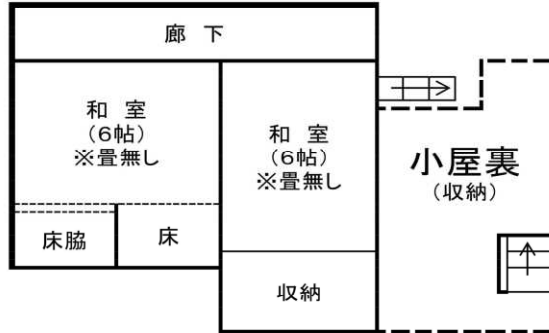 廊 下
和 室
（6帖）
※畳無し
和 室
（6帖）
※畳無し
小屋裏
（収納）
床脇
床
収納